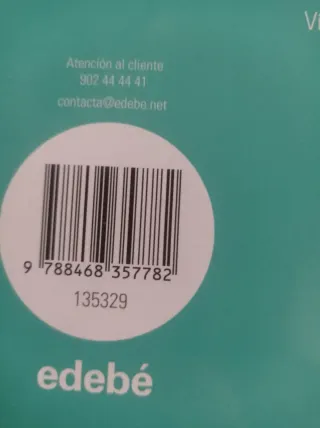 Atención al cliente
902 44 44 41
contacta@edebe.net
9 788468 357782
135329
edebé